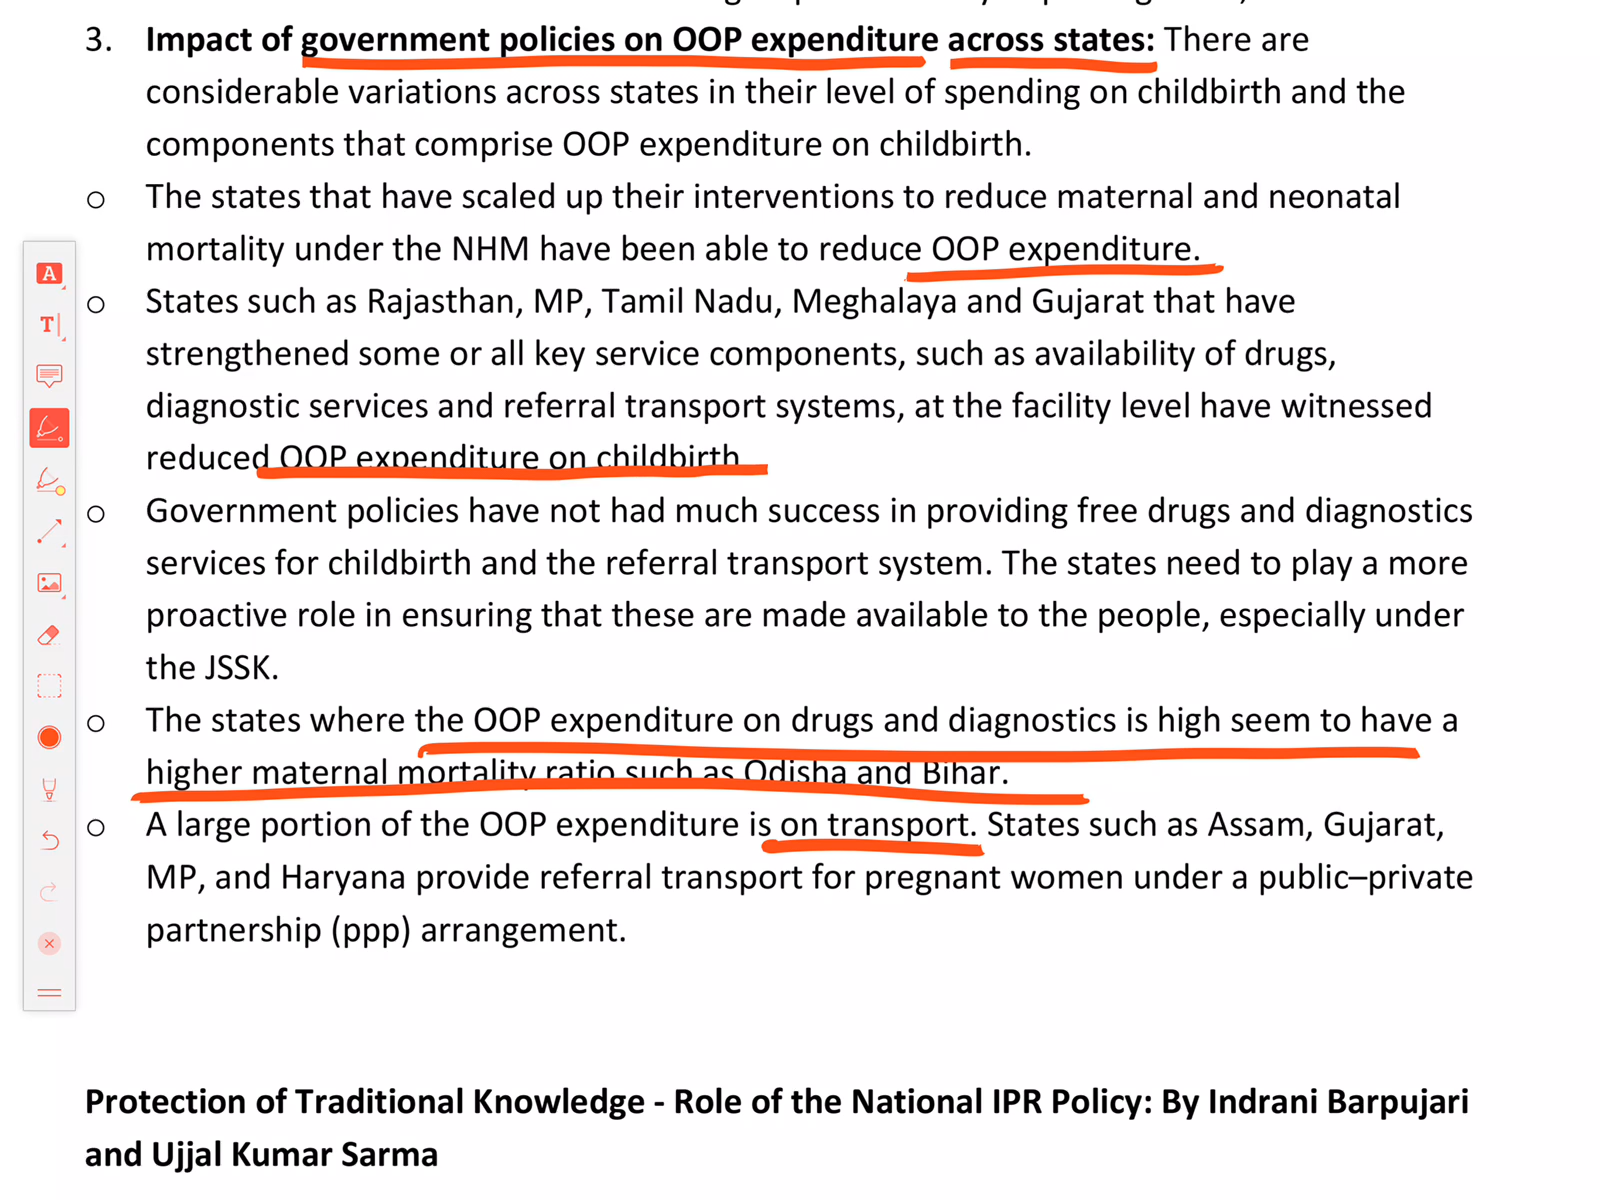 3. Impact of government policies on OOP expenditure across states: There are
considerable variations across states in their level of spending on childbirth and the
components that comprise OOP expenditure on childbirth.
o The states that have scaled up their interventions to reduce maternal and neonatal
mortality under the NHM have been able to reduce OOP expenditure.
o States such as Rajasthan, MP, Tamil Nadu, Meghalaya and Gujarat that have
strengthened some or all key service components, such as availability of drugs,
diagnostic services and referral transport systems, at the facility level have witnessed
reduced OOP expenditure on childbirth
o Government policies have not had much success in providing free drugs and diagnostics
services for childbirth and the referral transport system. The states need to play a more
proactive role in ensuring that these are made available to the people, especially under
the JSSK.
o The states where the OOP expenditure on drugs and diagnostics is high seem to have a
higher maternal mortality ratio such as Odisha and Bihar.
o A large portion of the OOP expenditure is on transport. States such as Assam, Gujarat,
MP, and Haryana provide referral transport for pregnant women under a public–private
partnership (ppp) arrangement.
Protection of Traditional Knowledge - Role of the National IPR Policy: By Indrani Barpujari
and Ujjal Kumar Sarma
A
T